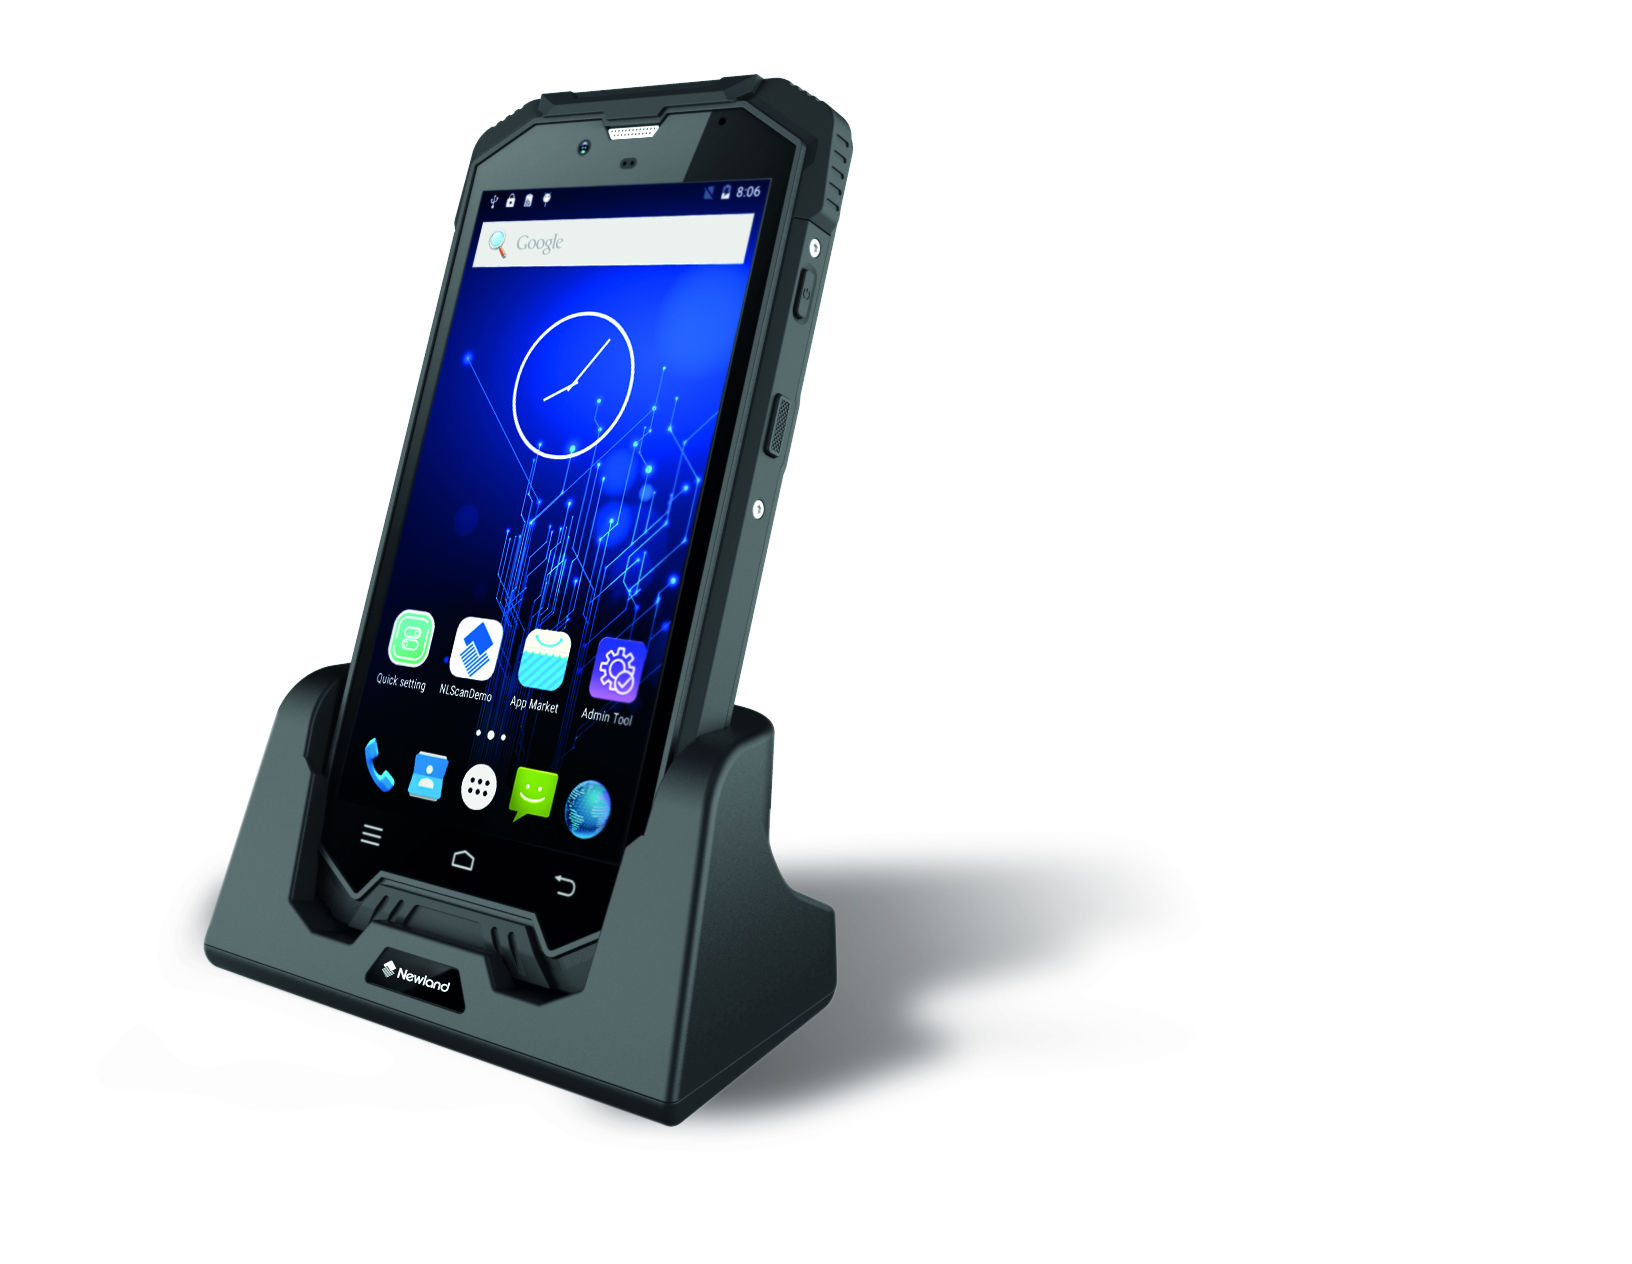 8:06
Google
Quick setting
NLScanDemo
App Market
Admin Tool
Newland